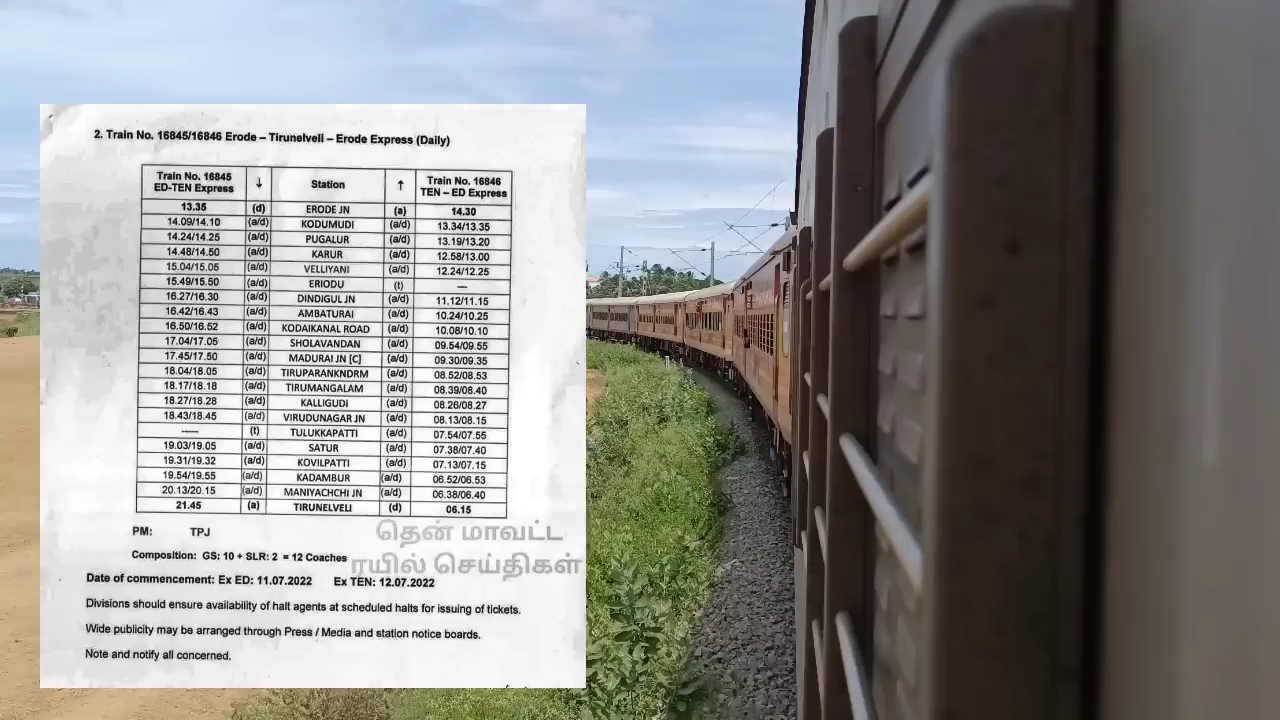 2. Train No. 16845/16846 Erode – Tirunelveli – Erode Express (Daily)
Train No. 16845 ED-TEN Express ↓ Station ↑ Train No. 16846 TEN – ED Express
13.35 (d) ERODE JN (a) 14.30
14.09/14.10 (a/d) KODUMUDI (a/d) 13.34/13.35
14.24/14.25 (a/d) PUGALUR (a/d) 13.19/13.20
14.48/14.50 (a/d) KARUR (a/d) 12.58/13.00
15.04/15.05 (a/d) VELLIYANI (a/d) 12.24/12.25
15.49/15.50 (a/d) ERIODU (t) —
16.27/16.30 (a/d) DINDIGUL JN (a/d) 11.12/11.15
16.42/16.43 (a/d) AMBATURAI (a/d) 10.24/10.25
16.50/16.52 (a/d) KODAIKANAL ROAD (a/d) 10.08/10.10
17.04/17.05 (a/d) SHOLAVANDAN (a/d) 09.54/09.55
17.45/17.50 (a/d) MADURAI JN [C] (a/d) 09.30/09.35
18.04/18.05 (a/d) TIRUPARANKNDRM (a/d) 08.52/08.53
18.17/18.18 (a/d) TIRUMANGALAM (a/d) 08.39/08.40
18.27/18.28 (a/d) KALLIGUDI (a/d) 08.26/08.27
18.43/18.45 (a/d) VIRUDUNAGAR JN (a/d) 08.13/08.15
—— (t) TULUKKAPATTI (a/d) 07.54/07.55
19.03/19.05 (a/d) SATUR (a/d) 07.38/07.40
19.31/19.32 (a/d) KOVILPATTI (a/d) 07.13/07.15
19.54/19.55 (a/d) KADAMBUR (a/d) 06.52/06.53
20.13/20.15 (a/d) MANIYACHCHI JN (a/d) 06.38/06.40
21.45 (a) TIRUNELVELI (d) 06.15
PM: TPJ
தென் மாவட்ட
ரயில் செய்திகள்
Composition: GS: 10 + SLR: 2 = 12 Coaches
Date of commencement: Ex ED: 11.07.2022 Ex TEN: 12.07.2022
Divisions should ensure availability of halt agents at scheduled halts for issuing of tickets.
Wide publicity may be arranged through Press / Media and station notice boards.
Note and notify all concerned.